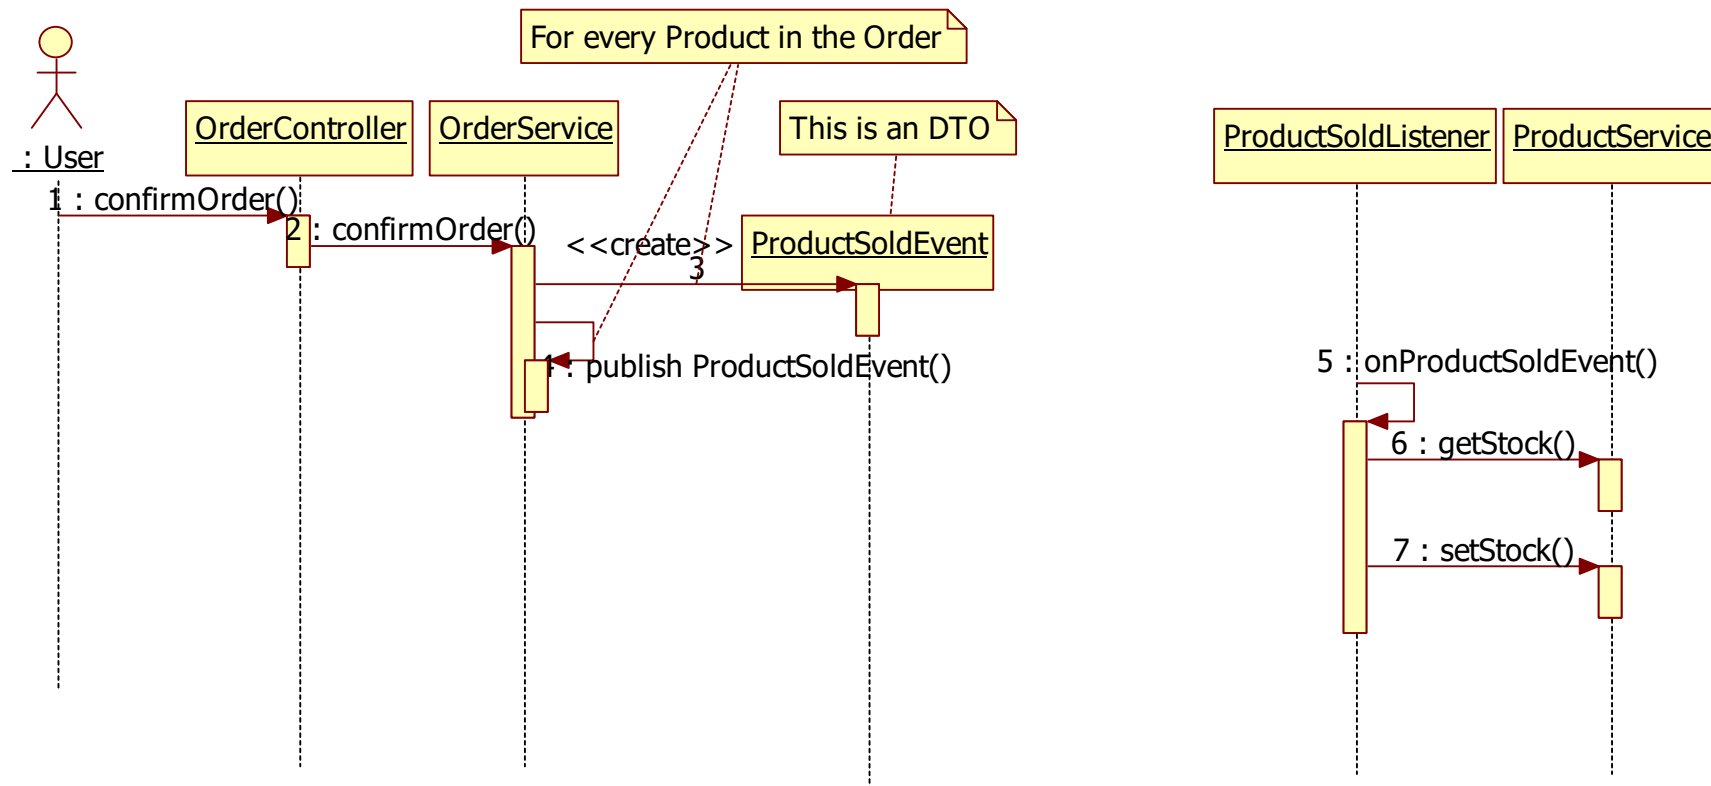 For every Product in the Order
OrderController
OrderService
This is an DTO
ProductSoldListener
ProductService
: User
1 : confirmOrder()
2 : confirmOrder()
<<create>>
3
ProductSoldEvent
4 : publish ProductSoldEvent()
5 : onProductSoldEvent()
6 : getStock()
7 : setStock()